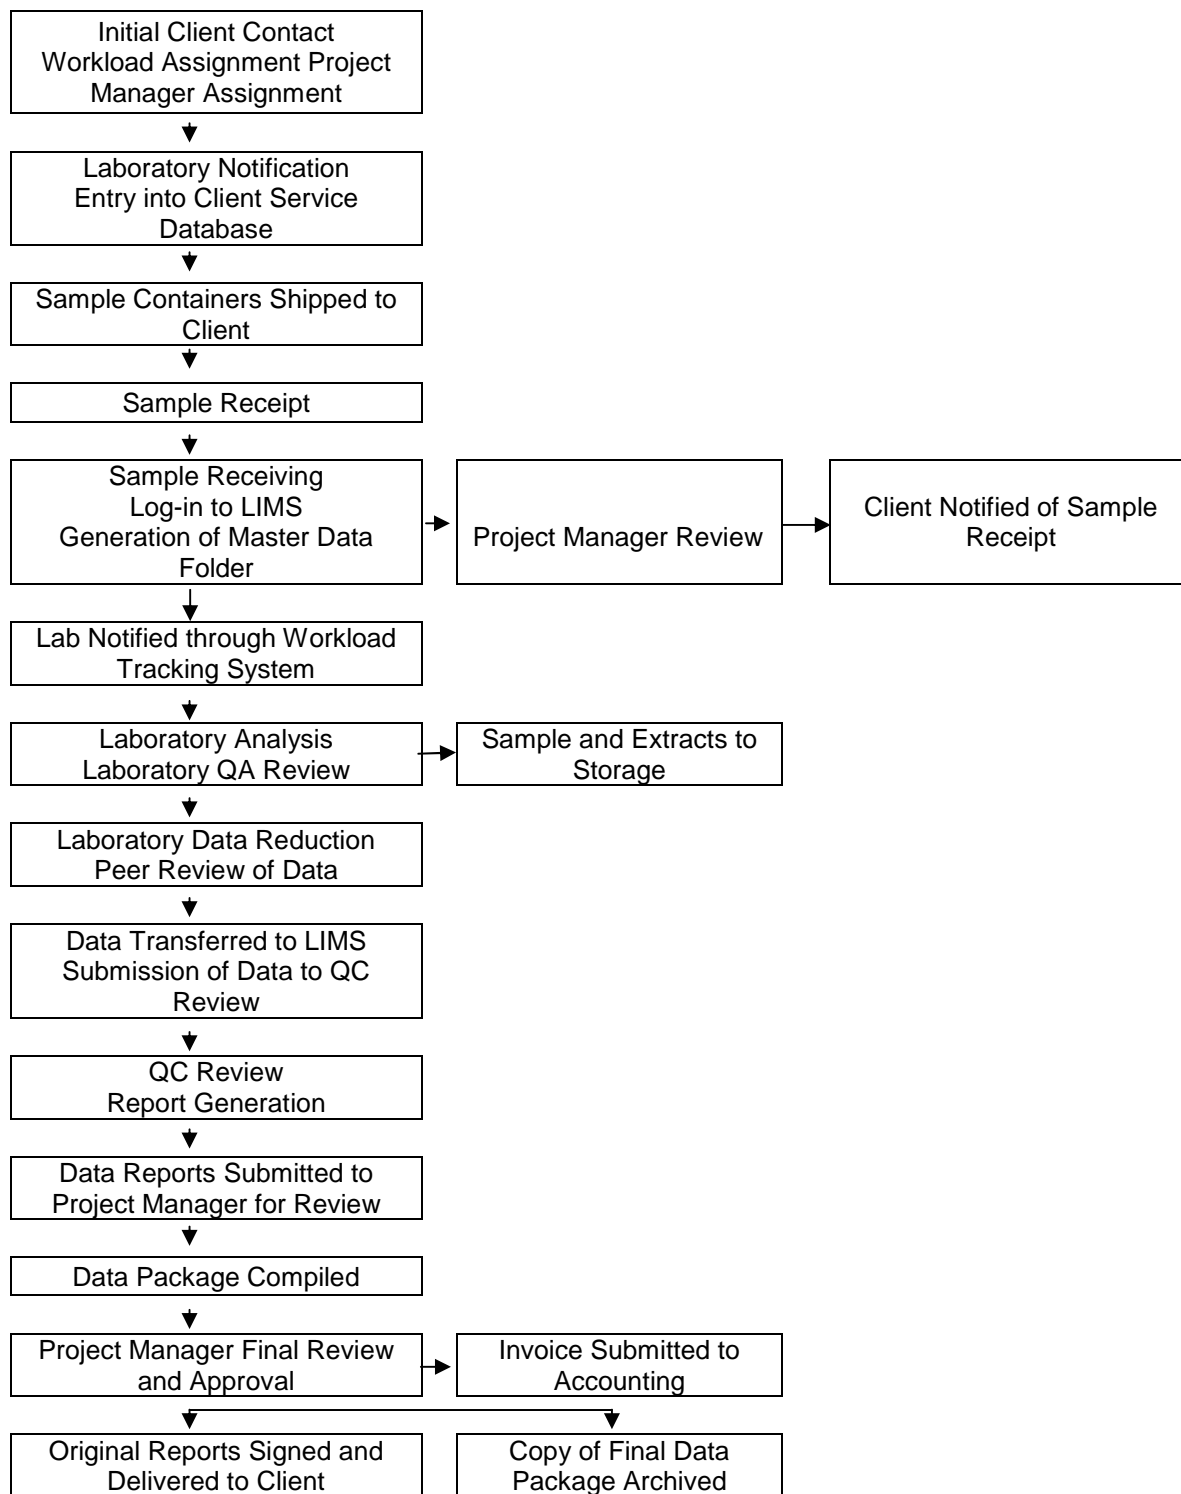 Initial Client Contact
Workload Assignment Project
Manager Assignment
Laboratory Notification
Entry into Client Service
Database
Sample Containers Shipped to
Client
Sample Receipt
Sample Receiving
Log-in to LIMS
Generation of Master Data
Folder
Project Manager Review
Client Notified of Sample
Receipt
Lab Notified through Workload
Tracking System
Laboratory Analysis
Laboratory QA Review
Sample and Extracts to
Storage
Laboratory Data Reduction
Peer Review of Data
Data Transferred to LIMS
Submission of Data to QC
Review
QC Review
Report Generation
Data Reports Submitted to
Project Manager for Review
Data Package Compiled
Project Manager Final Review
and Approval
Invoice Submitted to
Accounting
Original Reports Signed and
Delivered to Client
Copy of Final Data
Package Archived